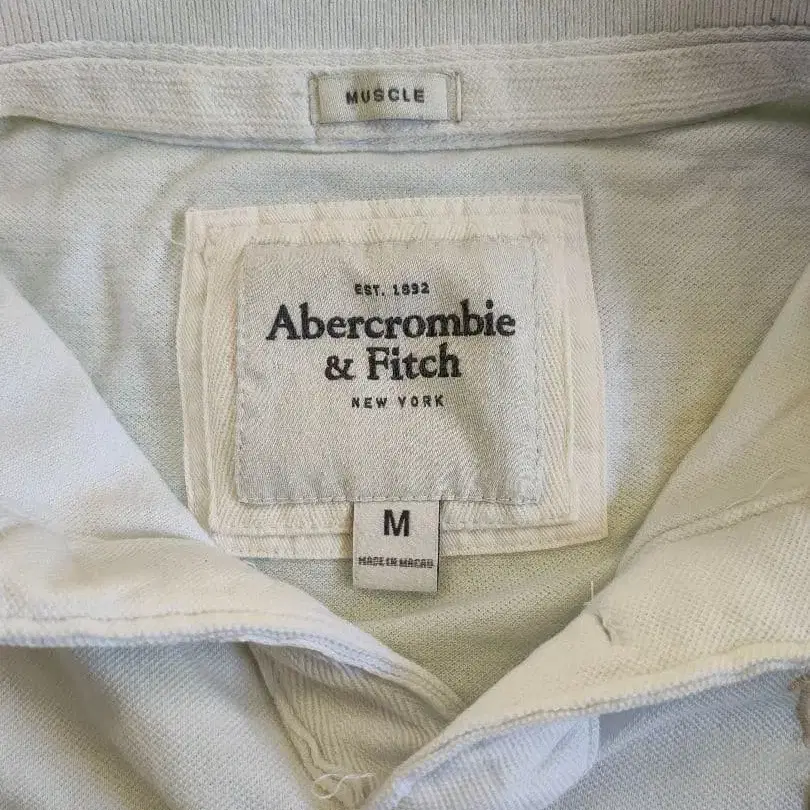 MUSCLE
EST. 1892
Abercrombie
& Fitch
NEW YORK
M
MADE IN MACAU